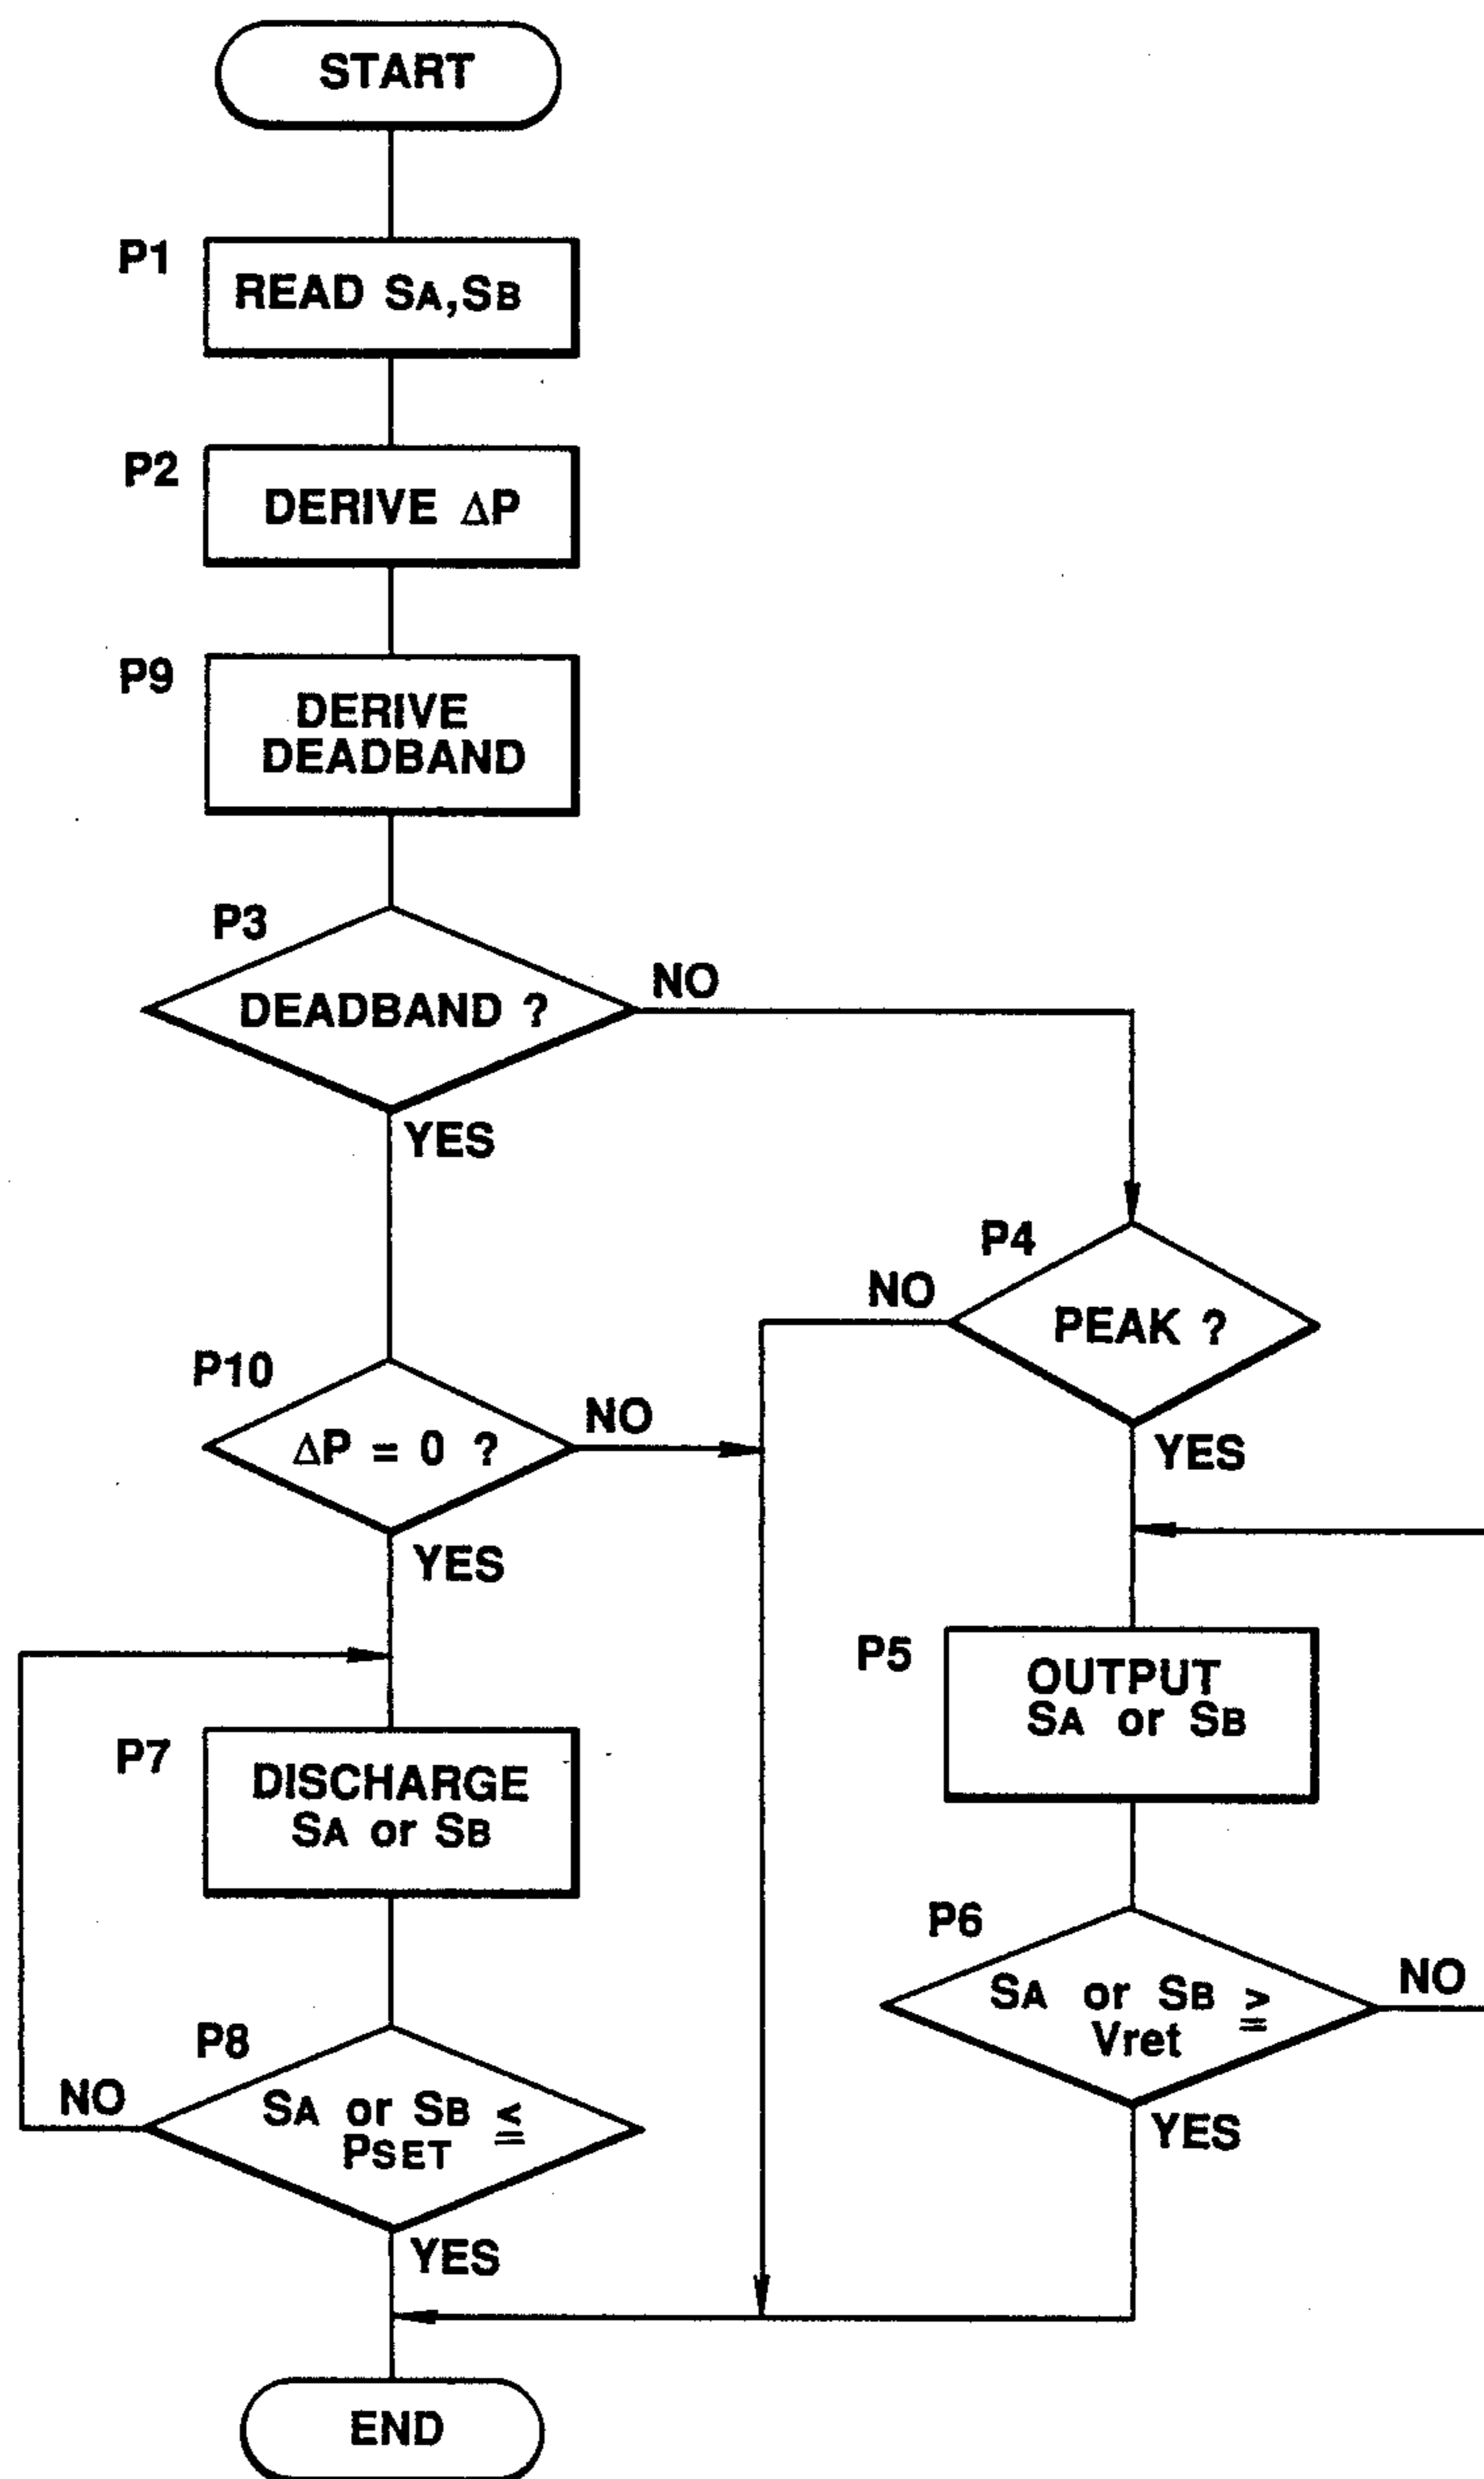 START
P1
READ SA,SB
P2
DERIVE ΔP
P9
DERIVE
DEADBAND
P3
DEADBAND ?
NO
YES
P4
PEAK ?
NO
YES
P10
ΔP = 0 ?
NO
YES
P5
OUTPUT
SA or SB
P7
DISCHARGE
SA or SB
P6
SA or SB ≧
Vret
NO
YES
P8
SA or SB ≦
PSET
NO
YES
END